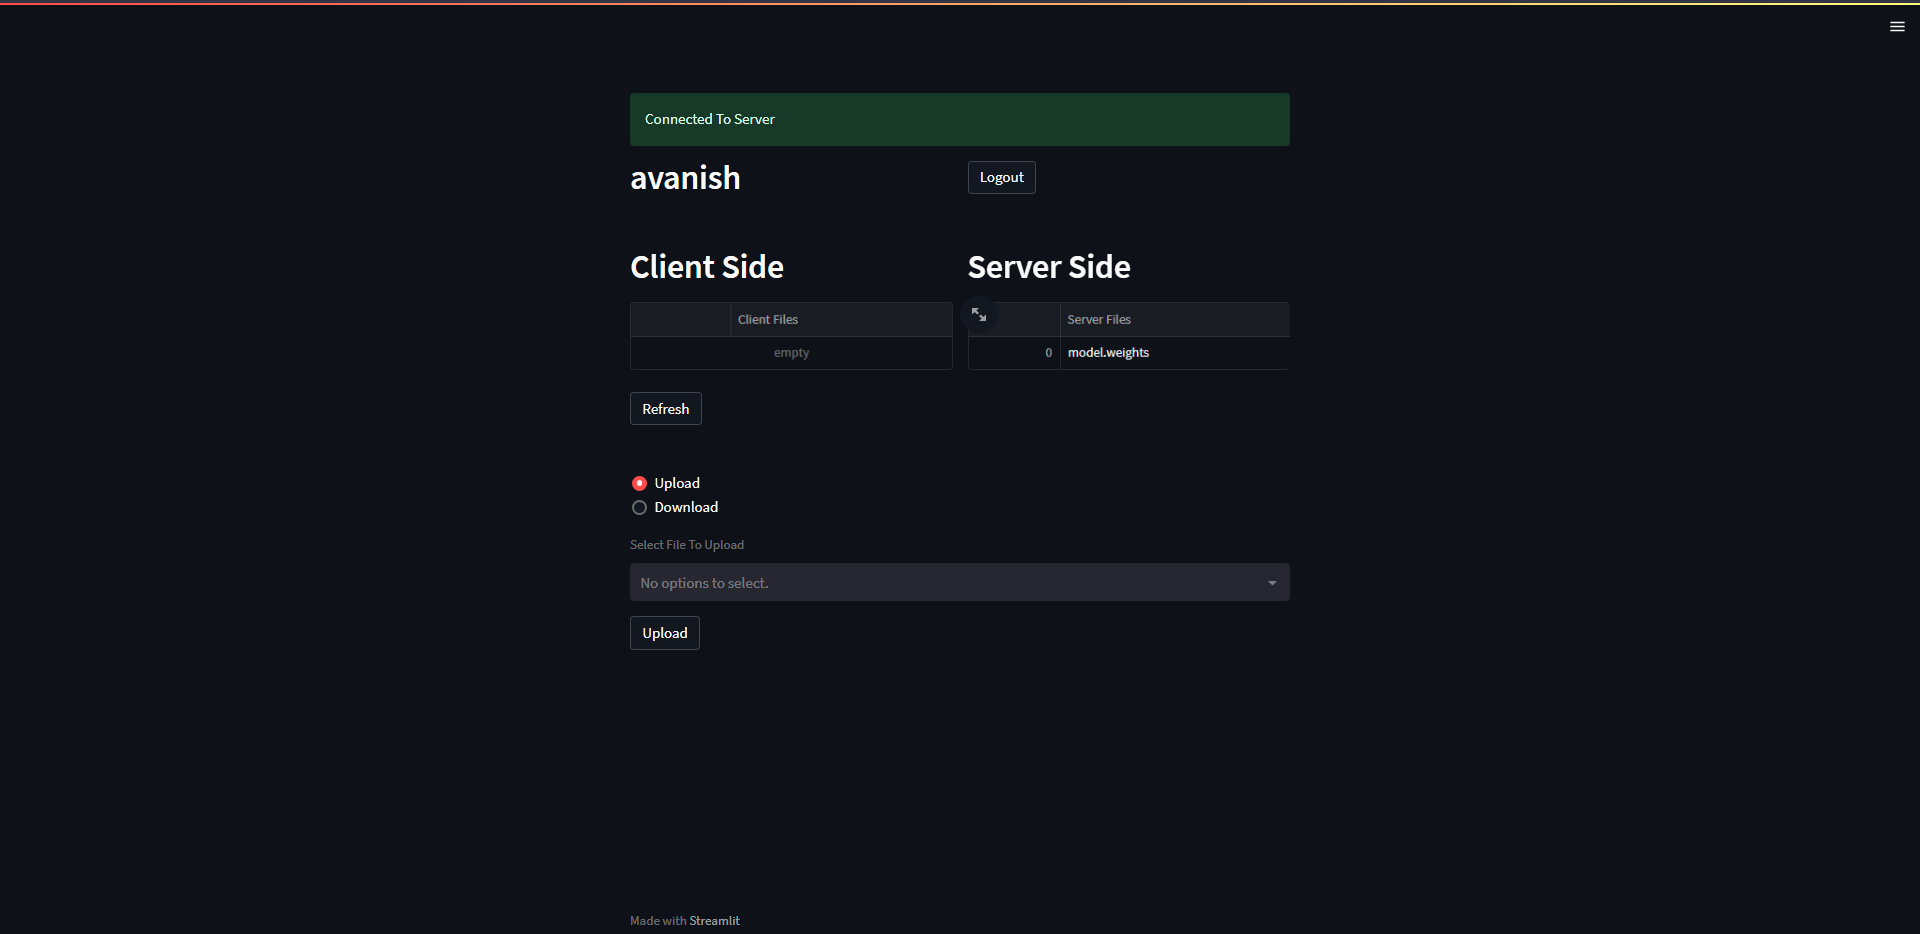 Connected To Server
avanish
Logout
Client Side
Server Side
Client Files
empty
Server Files
0 model.weights
Refresh
Upload
Download
Select File To Upload
No options to select.
Upload
Made with Streamlit